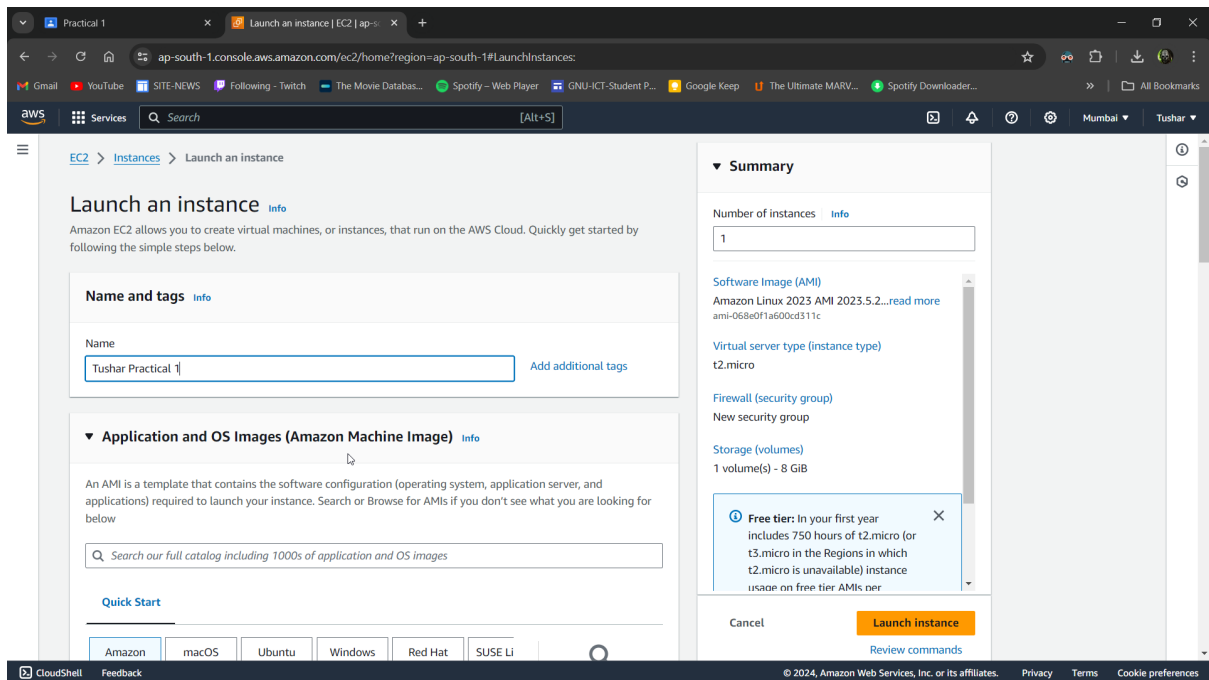 Practical 1
Launch an instance | EC2 | ap-s
ap-south-1.console.aws.amazon.com/ec2/home?region=ap-south-1#LaunchInstances:
Gmail YouTube SITE-NEWS Following - Twitch The Movie Databas... Spotify – Web Player GNU-ICT-Student P... Google Keep The Ultimate MARV... Spotify Downloader... » All Bookmarks
aws Services Search [Alt+S] Mumbai ▼ Tushar ▼
EC2 > Instances > Launch an instance
Launch an instance Info
Amazon EC2 allows you to create virtual machines, or instances, that run on the AWS Cloud. Quickly get started by
following the simple steps below.
Name and tags Info
Name
Tushar Practical 1
Add additional tags
▼ Application and OS Images (Amazon Machine Image) Info
An AMI is a template that contains the software configuration (operating system, application server, and
applications) required to launch your instance. Search or Browse for AMIs if you don't see what you are looking for
below
Search our full catalog including 1000s of application and OS images
Quick Start
Amazon macOS Ubuntu Windows Red Hat SUSE Li
▼ Summary
Number of instances Info
1
Software Image (AMI)
Amazon Linux 2023 AMI 2023.5.2...read more
ami-068e0f1a600cd311c
Virtual server type (instance type)
t2.micro
Firewall (security group)
New security group
Storage (volumes)
1 volume(s) - 8 GiB
Free tier: In your first year
includes 750 hours of t2.micro (or
t3.micro in the Regions in which
t2.micro is unavailable) instance
usage on free tier AMIs per
Cancel Launch instance
Review commands
CloudShell Feedback © 2024, Amazon Web Services, Inc. or its affiliates. Privacy Terms Cookie preferences